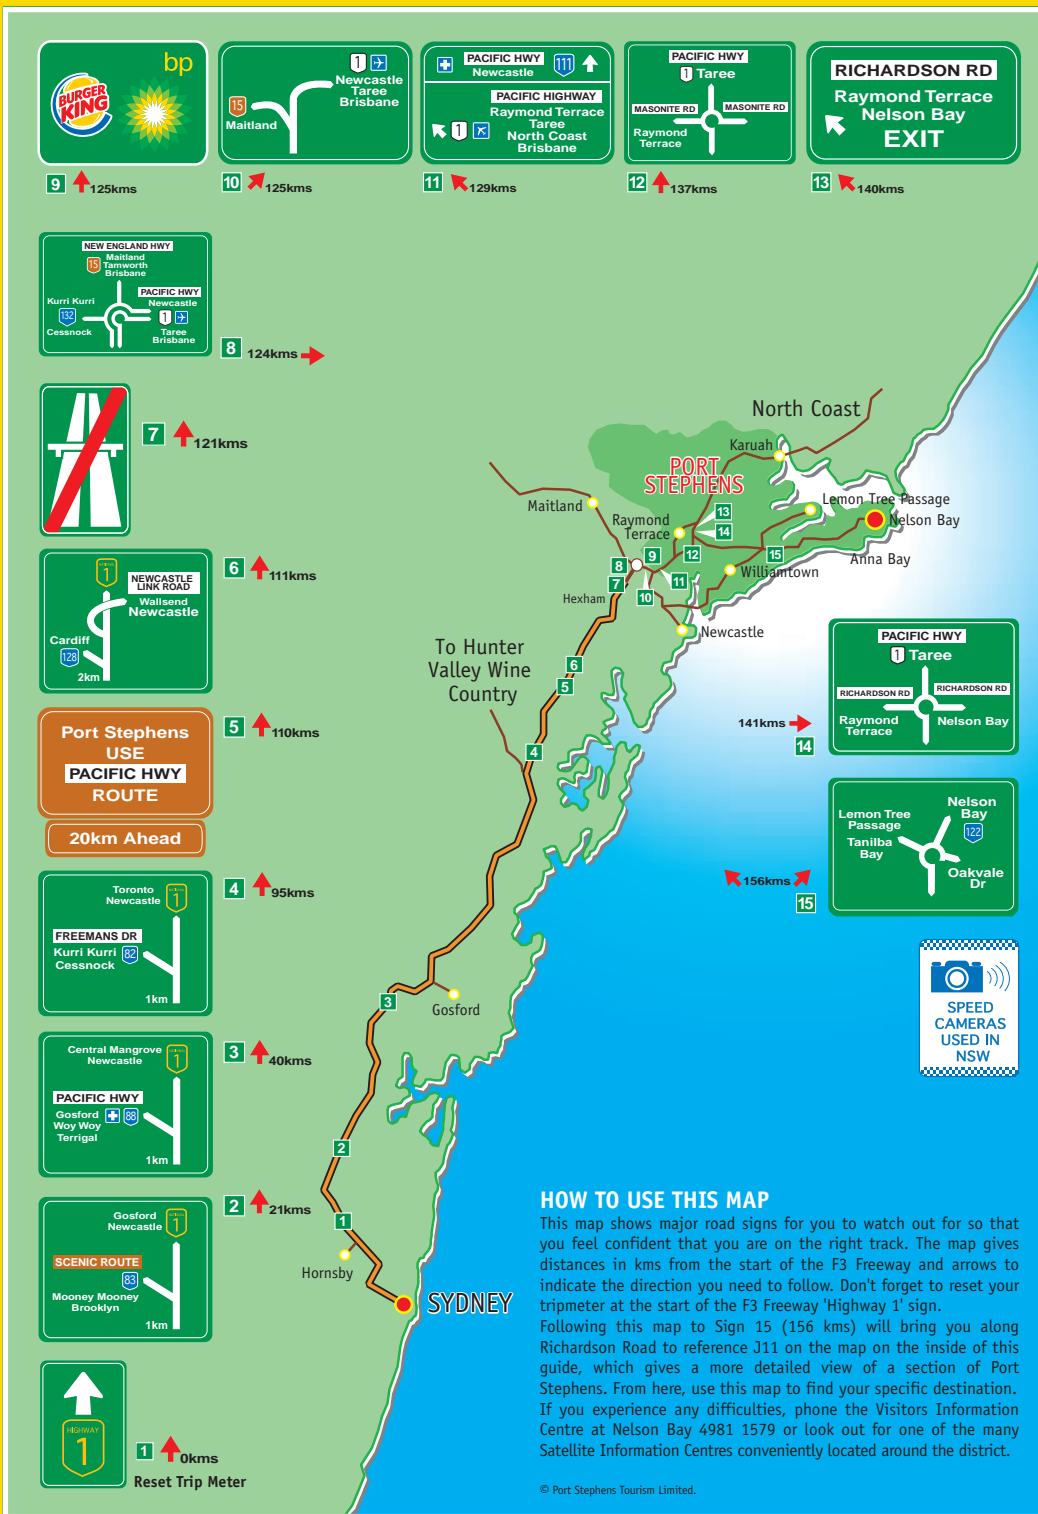 BURGER
KING
bp
9
125kms
1
Newcastle
Taree
Brisbane
15
Maitland
10
125kms
PACIFIC HWY
Newcastle
111
PACIFIC HIGHWAY
Raymond Terrace
Taree
North Coast
Brisbane
1
11
129kms
PACIFIC HWY
1 Taree
MASONITE RD
MASONITE RD
Raymond
Terrace
12
137kms
RICHARDSON RD
Raymond Terrace
Nelson Bay
EXIT
13
140kms
NEW ENGLAND HWY
15
Maitland
Tamworth
Brisbane
Kurri Kurri
132
Cessnock
PACIFIC HWY
Newcastle
1
Taree
Brisbane
8
124kms
7
121kms
1
NEWCASTLE
LINK ROAD
Wallsend
Newcastle
Cardiff
128
2km
6
111kms
Port Stephens
USE
PACIFIC HWY
ROUTE
20km Ahead
5
110kms
Toronto
Newcastle
1
FREEMANS DR
Kurri Kurri 82
Cessnock
1km
4
95kms
Central Mangrove
Newcastle
1
PACIFIC HWY
Gosford
Woy Woy
Terrigal
88
1km
3
40kms
Gosford
Newcastle
1
SCENIC ROUTE
83
Mooney Mooney
Brooklyn
1km
2
21kms
HIGHWAY
1
1
0kms
Reset Trip Meter
North Coast
Karuah
PORT
STEPHENS
Maitland
Lemon Tree Passage
Raymond
Terrace
13
14
Nelson Bay
Anna Bay
12
15
9
8
7
10
11
Williamtown
Hexham
Newcastle
To Hunter
Valley Wine
Country
6
5
4
3
Gosford
2
1
Hornsby
SYDNEY
PACIFIC HWY
1 Taree
RICHARDSON RD
RICHARDSON RD
Raymond
Terrace
Nelson Bay
141kms
14
Nelson
Bay
122
Lemon Tree
Passage
Tanilba
Bay
Oakvale
Dr
156kms
15
SPEED
CAMERAS
USED IN
NSW
HOW TO USE THIS MAP
This map shows major road signs for you to watch out for so that
you feel confident that you are on the right track. The map gives
distances in kms from the start of the F3 Freeway and arrows to
indicate the direction you need to follow. Don't forget to reset your
tripmeter at the start of the F3 Freeway 'Highway 1' sign.
Following this map to Sign 15 (156 kms) will bring you along
Richardson Road to reference J11 on the map on the inside of this
guide, which gives a more detailed view of a section of Port
Stephens. From here, use this map to find your specific destination.
If you experience any difficulties, phone the Visitors Information
Centre at Nelson Bay 4981 1579 or look out for one of the many
Satellite Information Centres conveniently located around the district.
© Port Stephens Tourism Limited.